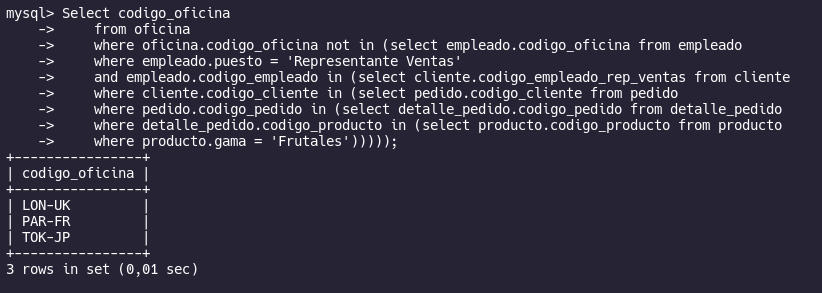 mysql> Select codigo_oficina
    ->     from oficina
    ->     where oficina.codigo_oficina not in (select empleado.codigo_oficina from empleado
    ->     where empleado.puesto = 'Representante Ventas'
    ->     and empleado.codigo_empleado in (select cliente.codigo_empleado_rep_ventas from cliente
    ->     where cliente.codigo_cliente in (select pedido.codigo_cliente from pedido
    ->     where pedido.codigo_pedido in (select detalle_pedido.codigo_pedido from detalle_pedido
    ->     where detalle_pedido.codigo_producto in (select producto.codigo_producto from producto
    ->     where producto.gama = 'Frutales')))));
+----------------+
| codigo_oficina |
+----------------+
| LON-UK         |
| PAR-FR         |
| TOK-JP         |
+----------------+
3 rows in set (0,01 sec)